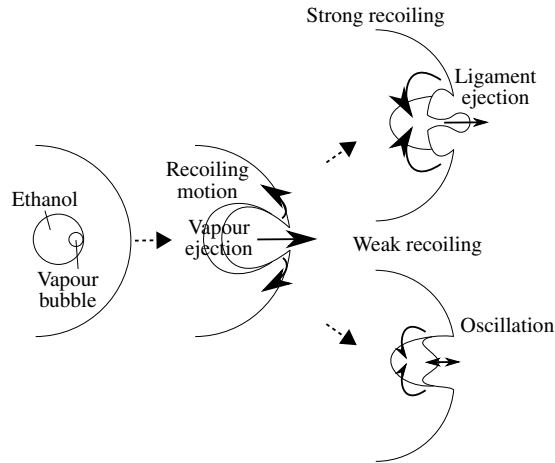 Strong recoiling
Ligament
ejection
Recoiling
motion
Ethanol
Vapour
ejection
Weak recoiling
Vapour
bubble
Oscillation